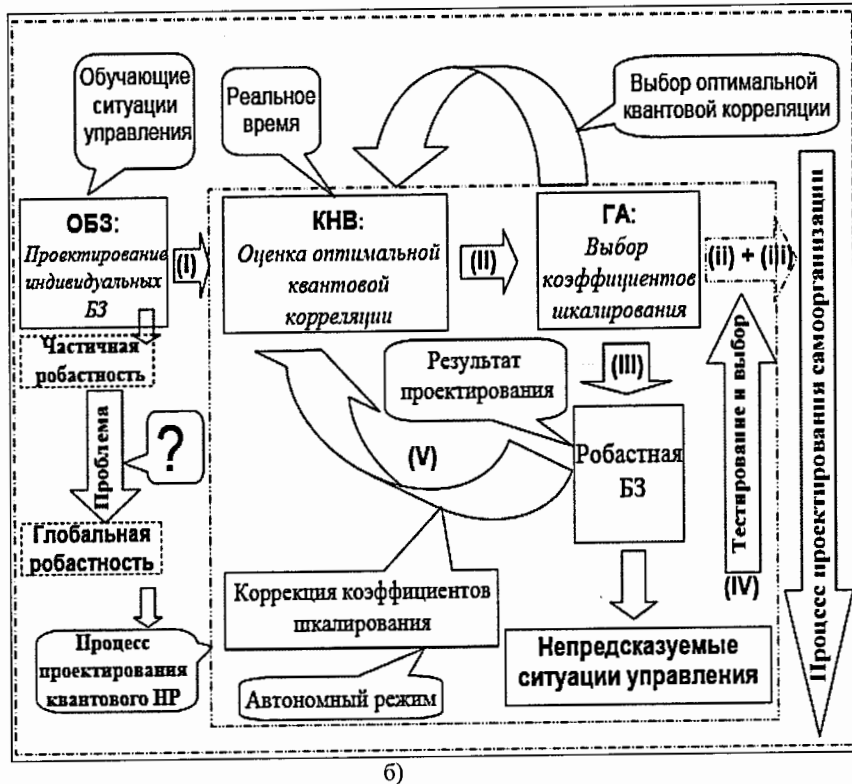 Обучающие
ситуации
управления
Реальное
время
Выбор оптимальной
квантовой корреляции
ОБЗ:
Проектирование
индивидуальных
БЗ
(I)
КНВ:
Оценка оптимальной
квантовой
корреляции
(II)
ГА:
Выбор
коэффициентов
шкалирования
(ii) + (iii)
Частичная
робастность
Проблема
?
Глобальная
робастность
Процесс
проектирования
квантового НР
Результат
проектирования
(III)
(V)
Робастная
БЗ
Тестирование и выбор
(IV)
Процесс проектирования самоорганизации
Коррекция коэффициентов
шкалирования
Автономный режим
Непредсказуемые
ситуации управления
б)